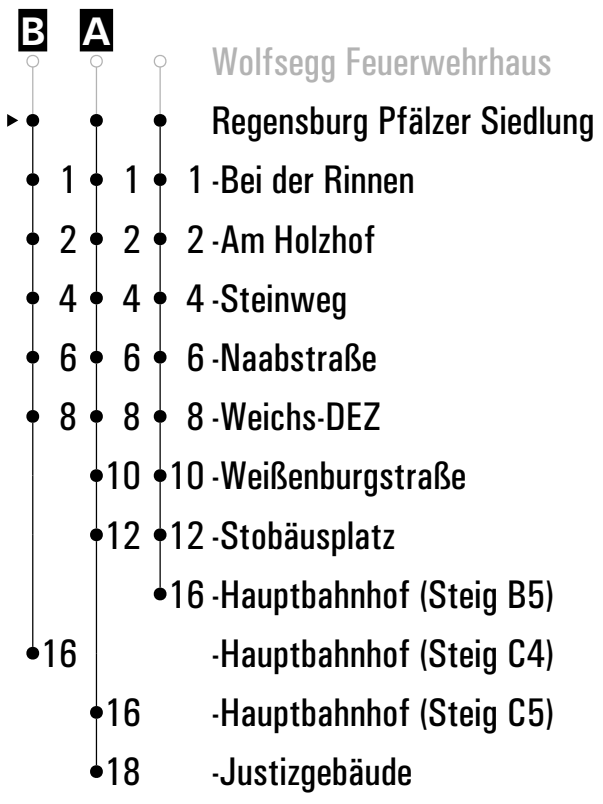 B A
Wolfsegg Feuerwehrhaus
Regensburg Pfälzer Siedlung
1 1 1 -Bei der Rinnen
2 2 2 -Am Holzhof
4 4 4 -Steinweg
6 6 6 -Naabstraße
8 8 8 -Weichs-DEZ
10 10 -Weißenburgstraße
12 12 -Stobäusplatz
16 -Hauptbahnhof (Steig B5)
16 -Hauptbahnhof (Steig C4)
16 -Hauptbahnhof (Steig C5)
18 -Justizgebäude